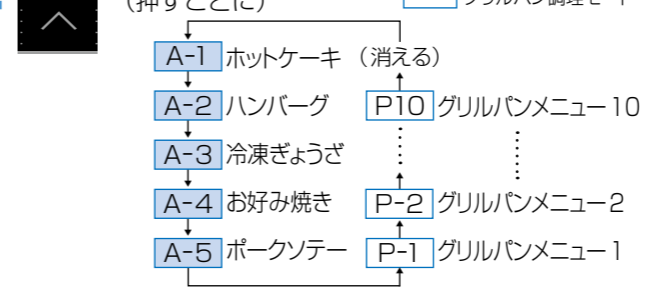 （押すごとに）
グリルパン調理モード
A-1 ホットケーキ （消える）
A-2 ハンバーグ P10 グリルパンメニュー10
A-3 冷凍ぎょうざ
A-4 お好み焼き P-2 グリルパンメニュー2
A-5 ポークソテー P-1 グリルパンメニュー1